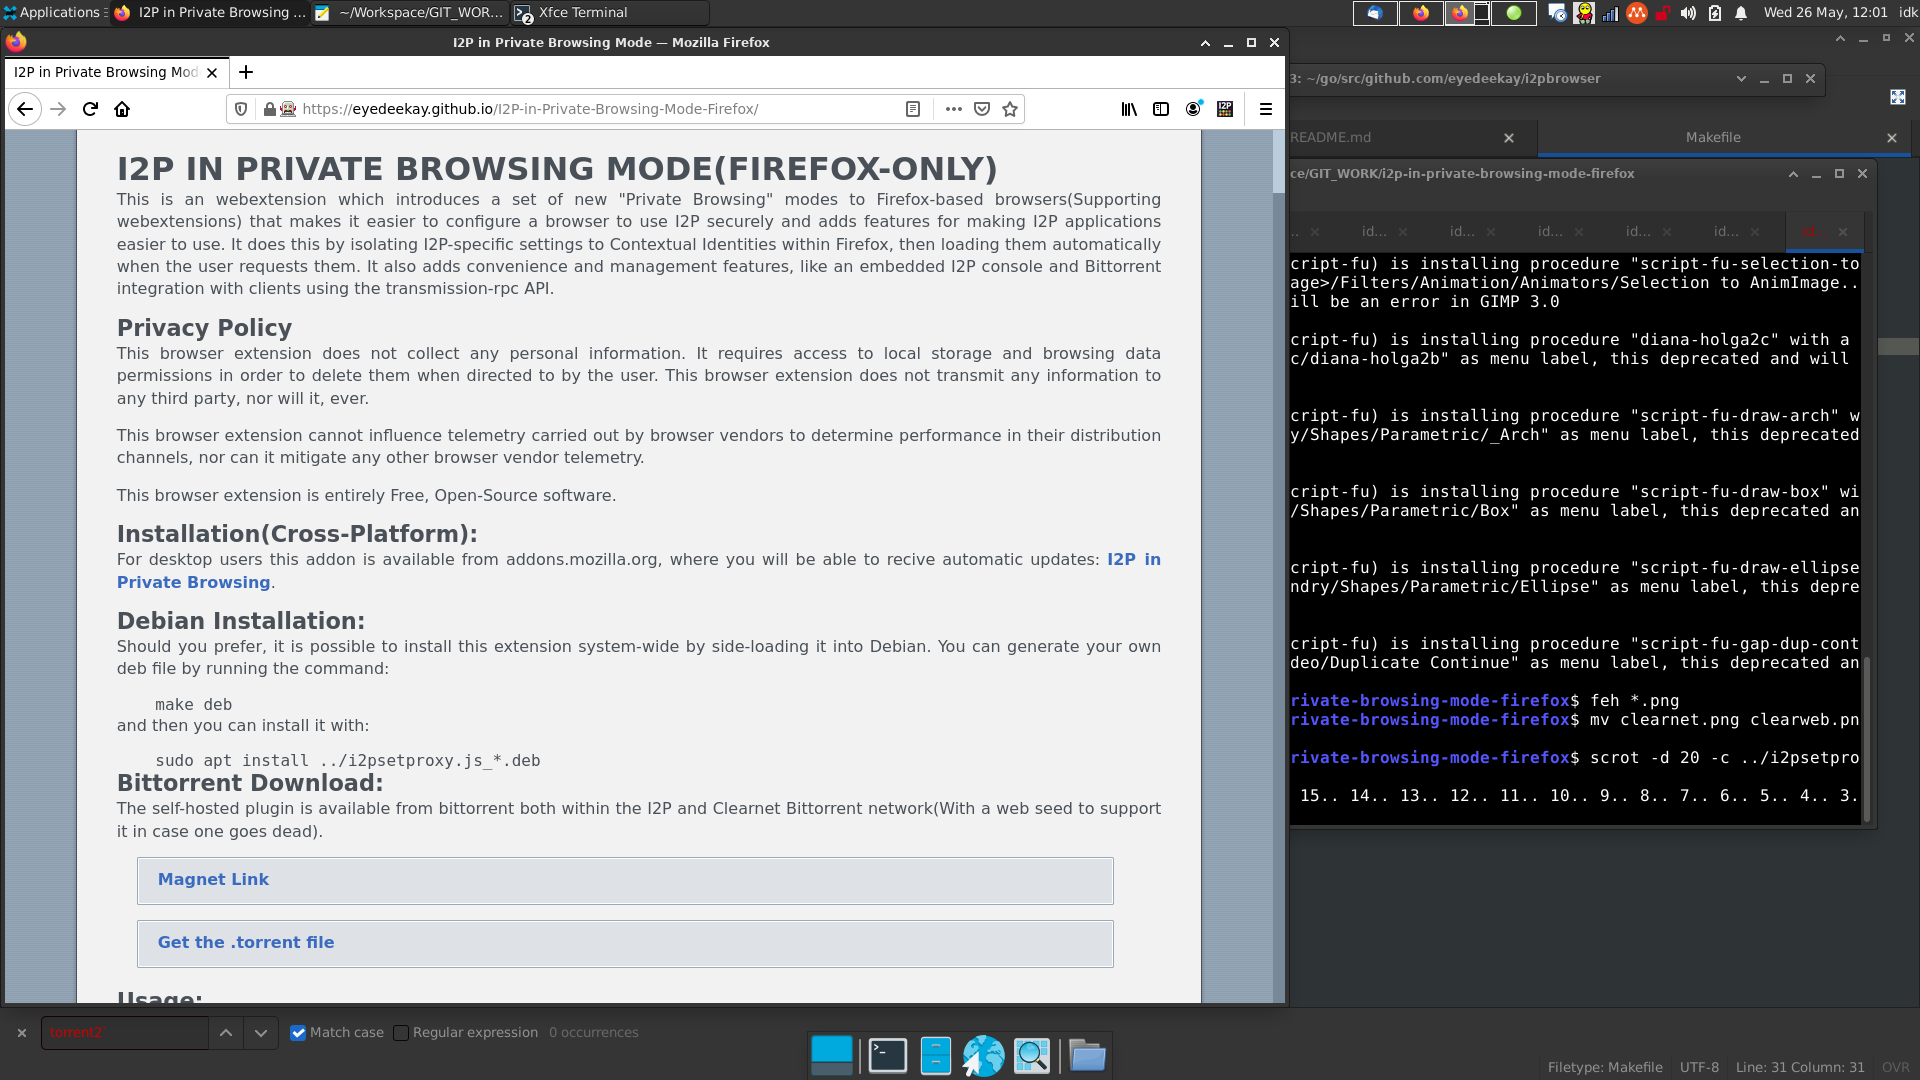 Applications
I2P in Private Browsing ...
~/Workspace/GIT_WOR...
2
Xfce Terminal
Wed 26 May, 12:01
idk
I2P in Private Browsing Mode — Mozilla Firefox
I2P in Private Browsing Mod
https://eyedeekay.github.io/I2P-in-Private-Browsing-Mode-Firefox/
I2P
I2P IN PRIVATE BROWSING MODE(FIREFOX-ONLY)
This is an webextension which introduces a set of new "Private Browsing" modes to Firefox-based browsers(Supporting
webextensions) that makes it easier to configure a browser to use I2P securely and adds features for making I2P applications
easier to use. It does this by isolating I2P-specific settings to Contextual Identities within Firefox, then loading them automatically
when the user requests them. It also adds convenience and management features, like an embedded I2P console and Bittorrent
integration with clients using the transmission-rpc API.
Privacy Policy
This browser extension does not collect any personal information. It requires access to local storage and browsing data
permissions in order to delete them when directed to by the user. This browser extension does not transmit any information to
any third party, nor will it, ever.
This browser extension cannot influence telemetry carried out by browser vendors to determine performance in their distribution
channels, nor can it mitigate any other browser vendor telemetry.
This browser extension is entirely Free, Open-Source software.
Installation(Cross-Platform):
For desktop users this addon is available from addons.mozilla.org, where you will be able to recive automatic updates: I2P in
Private Browsing.
Debian Installation:
Should you prefer, it is possible to install this extension system-wide by side-loading it into Debian. You can generate your own
deb file by running the command:
make deb
and then you can install it with:
sudo apt install ../i2psetproxy.js_*.deb
Bittorrent Download:
The self-hosted plugin is available from bittorrent both within the I2P and Clearnet Bittorrent network(With a web seed to support
it in case one goes dead).
Magnet Link
Get the .torrent file
Usage:
3: ~/go/src/github.com/eyedeekay/i2pbrowser
README.md
Makefile
ce/GIT_WORK/i2p-in-private-browsing-mode-firefox
.. id... id... id... id... id... id...
cript-fu) is installing procedure "script-fu-selection-to
age>/Filters/Animation/Animators/Selection to AnimImage..
ill be an error in GIMP 3.0
cript-fu) is installing procedure "diana-holga2c" with a
c/diana-holga2b" as menu label, this deprecated and will
cript-fu) is installing procedure "script-fu-draw-arch" w
y/Shapes/Parametric/_Arch" as menu label, this deprecated
cript-fu) is installing procedure "script-fu-draw-box" wi
/Shapes/Parametric/Box" as menu label, this deprecated an
cript-fu) is installing procedure "script-fu-draw-ellipse
ndry/Shapes/Parametric/Ellipse" as menu label, this depre
cript-fu) is installing procedure "script-fu-gap-dup-cont
deo/Duplicate Continue" as menu label, this deprecated an
rivate-browsing-mode-firefox$ feh *.png
rivate-browsing-mode-firefox$ mv clearnet.png clearweb.pn
rivate-browsing-mode-firefox$ scrot -d 20 -c ../i2psetpro
15.. 14.. 13.. 12.. 11.. 10.. 9.. 8.. 7.. 6.. 5.. 4.. 3.
torrent2'
Match case
Regular expression
0 occurrences
Filetype: Makefile
UTF-8
Line: 31 Column: 31
OVR